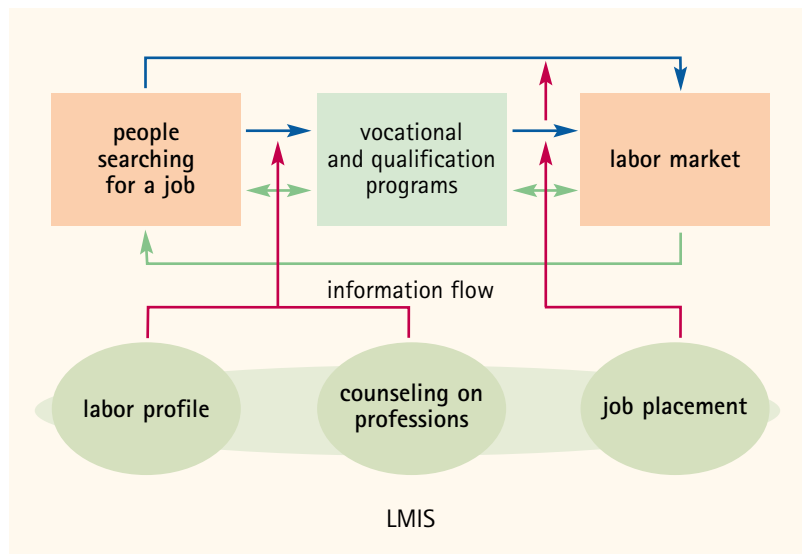 people
searching
for a job
vocational
and qualification
programs
labor market
information flow
labor profile
counseling on
professions
job placement
LMIS